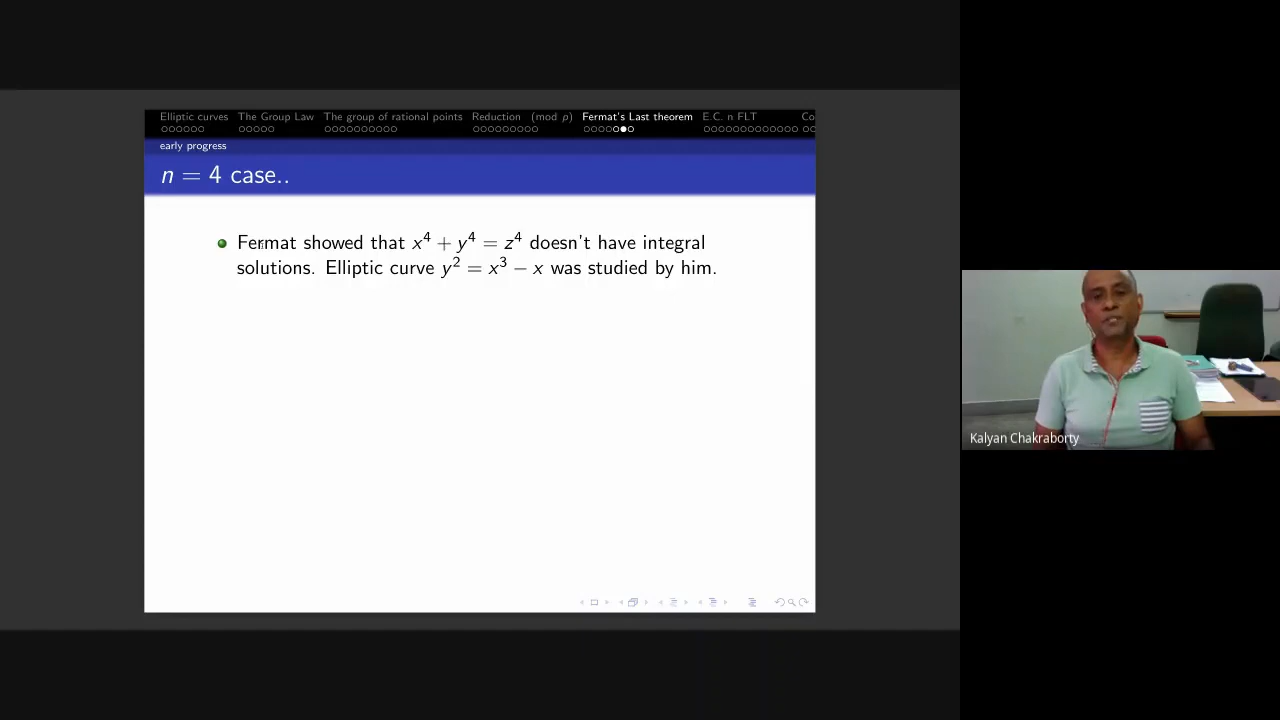 Elliptic curves The Group Law The group of rational points Reduction (mod p) Fermat's Last theorem E.C. n FLT Co
early progress
n = 4 case..
Fermat showed that x⁴ + y⁴ = z⁴ doesn't have integral
solutions. Elliptic curve y² = x³ − x was studied by him.
Kalyan Chakraborty